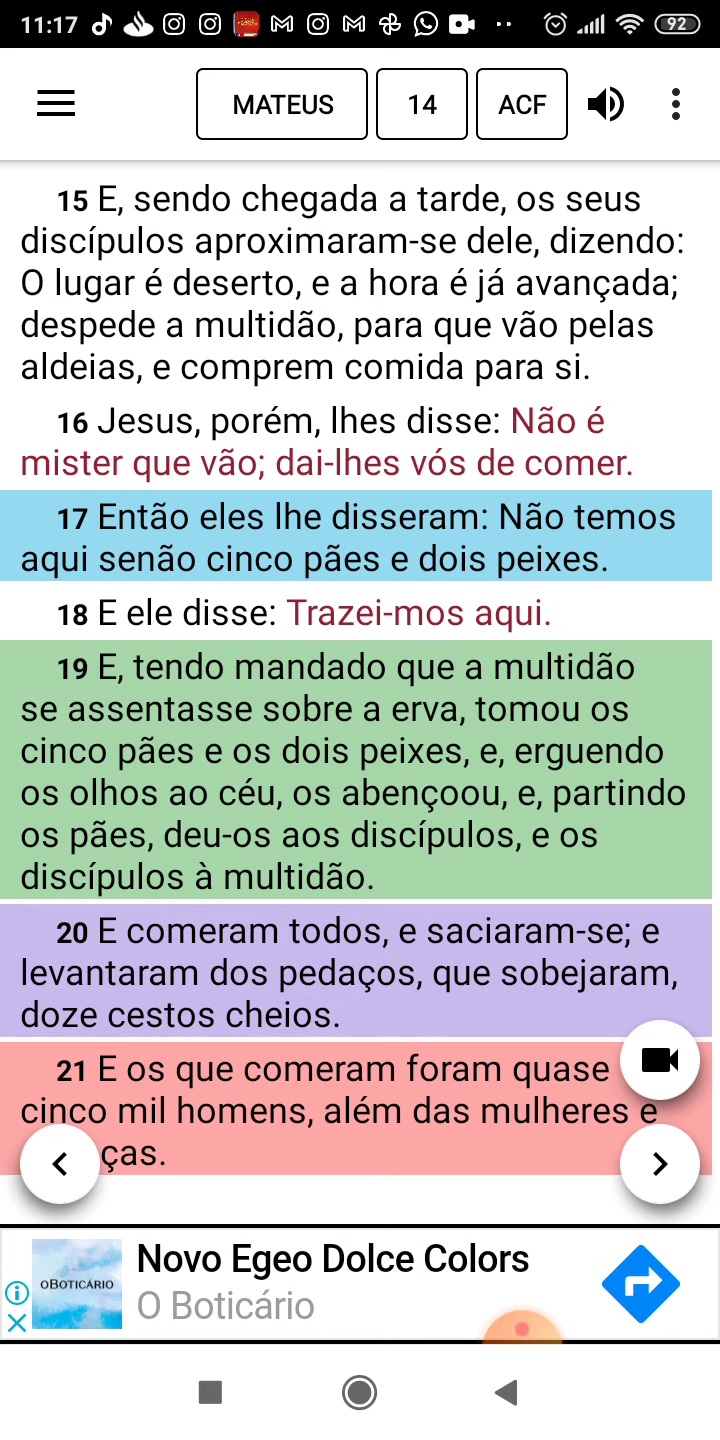 11:17
92
MATEUS 14 ACF
15 E, sendo chegada a tarde, os seus
discípulos aproximaram-se dele, dizendo:
O lugar é deserto, e a hora é já avançada;
despede a multidão, para que vão pelas
aldeias, e comprem comida para si.
16 Jesus, porém, lhes disse: Não é
mister que vão; dai-lhes vós de comer.
17 Então eles lhe disseram: Não temos
aqui senão cinco pães e dois peixes.
18 E ele disse: Trazei-mos aqui.
19 E, tendo mandado que a multidão
se assentasse sobre a erva, tomou os
cinco pães e os dois peixes, e, erguendo
os olhos ao céu, os abençoou, e, partindo
os pães, deu-os aos discípulos, e os
discípulos à multidão.
20 E comeram todos, e saciaram-se; e
levantaram dos pedaços, que sobejaram,
doze cestos cheios.
21 E os que comeram foram quase
cinco mil homens, além das mulheres e
ças.
OBOTICÁRIO
Novo Egeo Dolce Colors
O Boticário